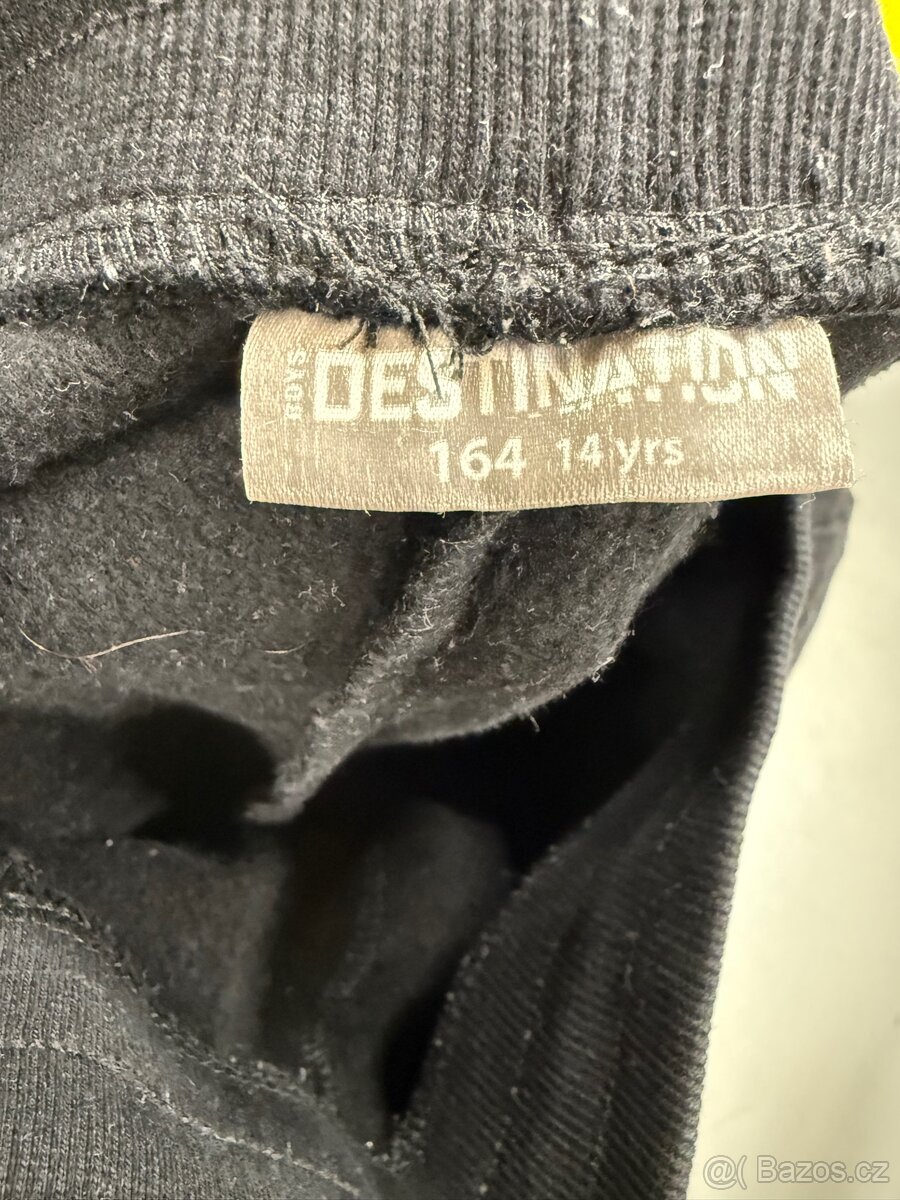 BOYS DESTINATION
164 14 yrs
@( Bazos.cz